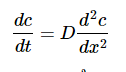 dc/dt = D d²c/dx²